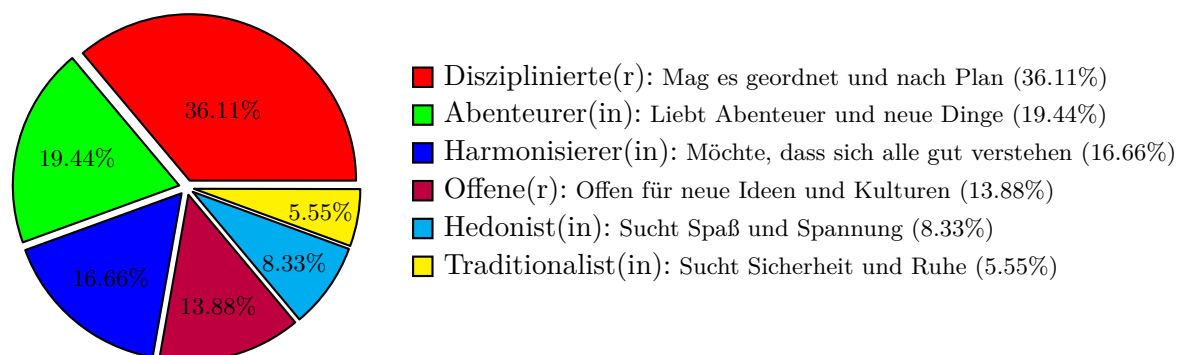 36.11%
19.44%
16.66%
13.88%
8.33%
5.55%
Disziplinierte(r): Mag es geordnet und nach Plan (36.11%)
Abenteurer(in): Liebt Abenteuer und neue Dinge (19.44%)
Harmonisierer(in): Möchte, dass sich alle gut verstehen (16.66%)
Offene(r): Offen für neue Ideen und Kulturen (13.88%)
Hedonist(in): Sucht Spaß und Spannung (8.33%)
Traditionalist(in): Sucht Sicherheit und Ruhe (5.55%)